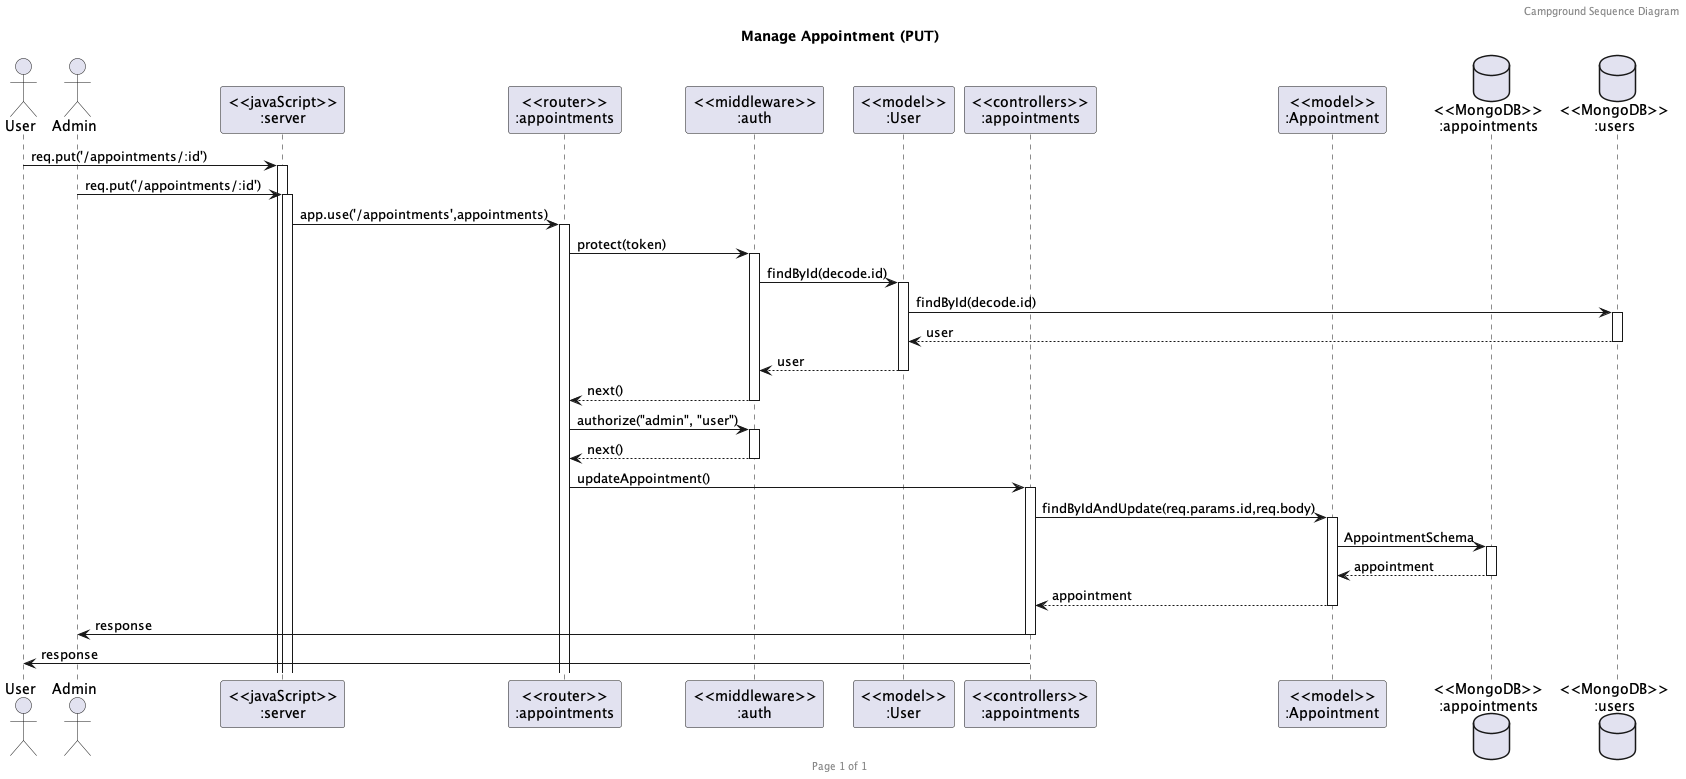 Campground Sequence Diagram
Manage Appointment (PUT)
User
Admin
<<javaScript>>
:server
<<router>>
:appointments
<<middleware>>
:auth
<<model>>
:User
<<controllers>>
:appointments
<<model>>
:Appointment
<<MongoDB>>
:appointments
<<MongoDB>>
:users
req.put('/appointments/:id')
req.put('/appointments/:id')
app.use('/appointments',appointments)
protect(token)
findById(decode.id)
findById(decode.id)
user
user
next()
authorize("admin", "user")
next()
updateAppointment()
findByIdAndUpdate(req.params.id,req.body)
AppointmentSchema
appointment
appointment
response
response
User
Admin
<<javaScript>>
:server
<<router>>
:appointments
<<middleware>>
:auth
<<model>>
:User
<<controllers>>
:appointments
<<model>>
:Appointment
<<MongoDB>>
:appointments
<<MongoDB>>
:users
Page 1 of 1